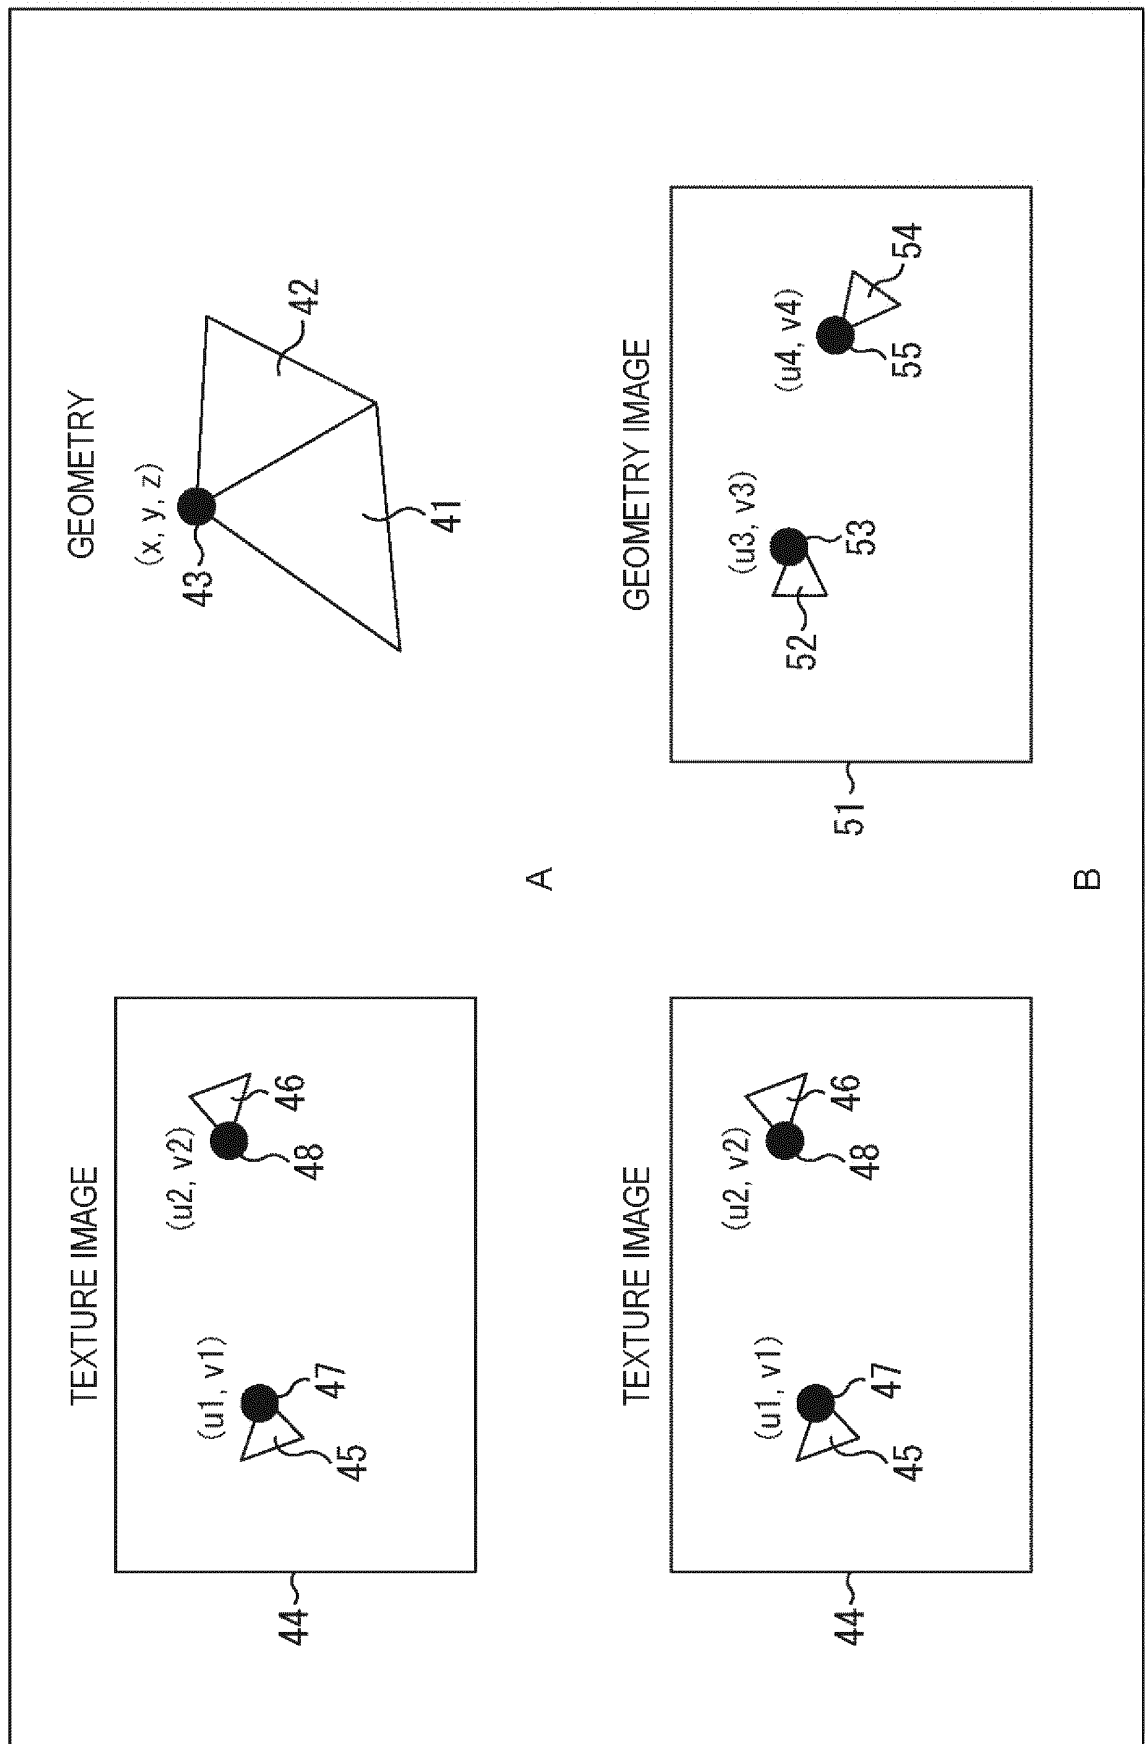 TEXTURE IMAGE
(u1, v1)
(u2, v2)
44
45
47
48
46
GEOMETRY
(x, y, z)
43
42
41
A
TEXTURE IMAGE
(u1, v1)
(u2, v2)
44
45
47
48
46
GEOMETRY IMAGE
(u3, v3)
(u4, v4)
51
52
53
55
54
B